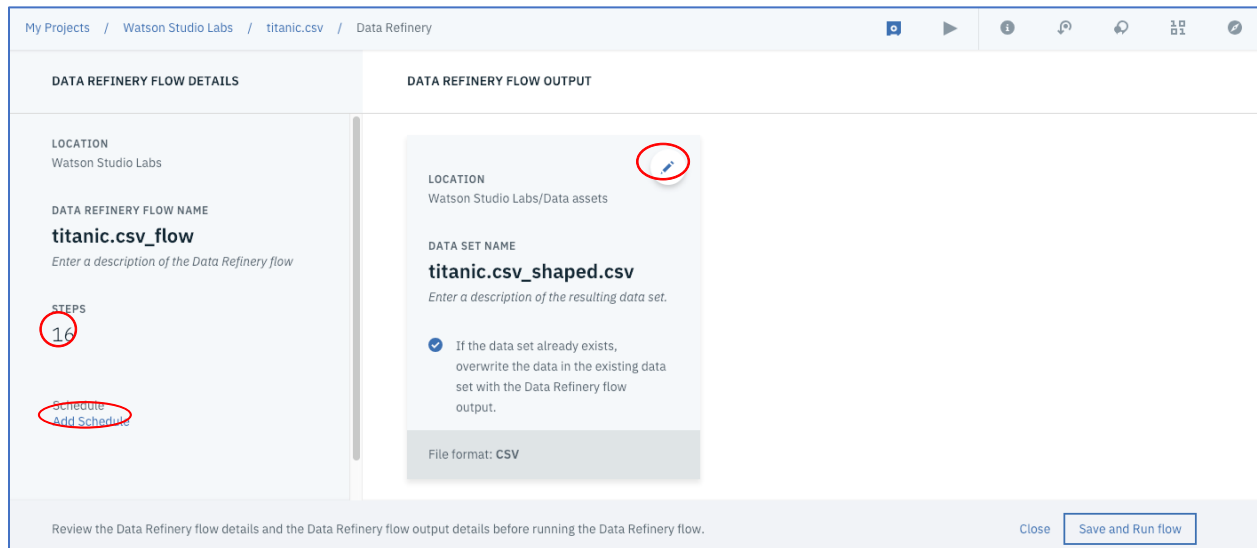 My Projects / Watson Studio Labs / titanic.csv / Data Refinery
DATA REFINERY FLOW DETAILS
LOCATION
Watson Studio Labs
DATA REFINERY FLOW NAME
titanic.csv_flow
Enter a description of the Data Refinery flow
STEPS
16
Schedule
Add Schedule
DATA REFINERY FLOW OUTPUT
LOCATION
Watson Studio Labs/Data assets
DATA SET NAME
titanic.csv_shaped.csv
Enter a description of the resulting data set.
If the data set already exists,
overwrite the data in the existing data
set with the Data Refinery flow
output.
File format: CSV
Review the Data Refinery flow details and the Data Refinery flow output details before running the Data Refinery flow.
Close
Save and Run flow